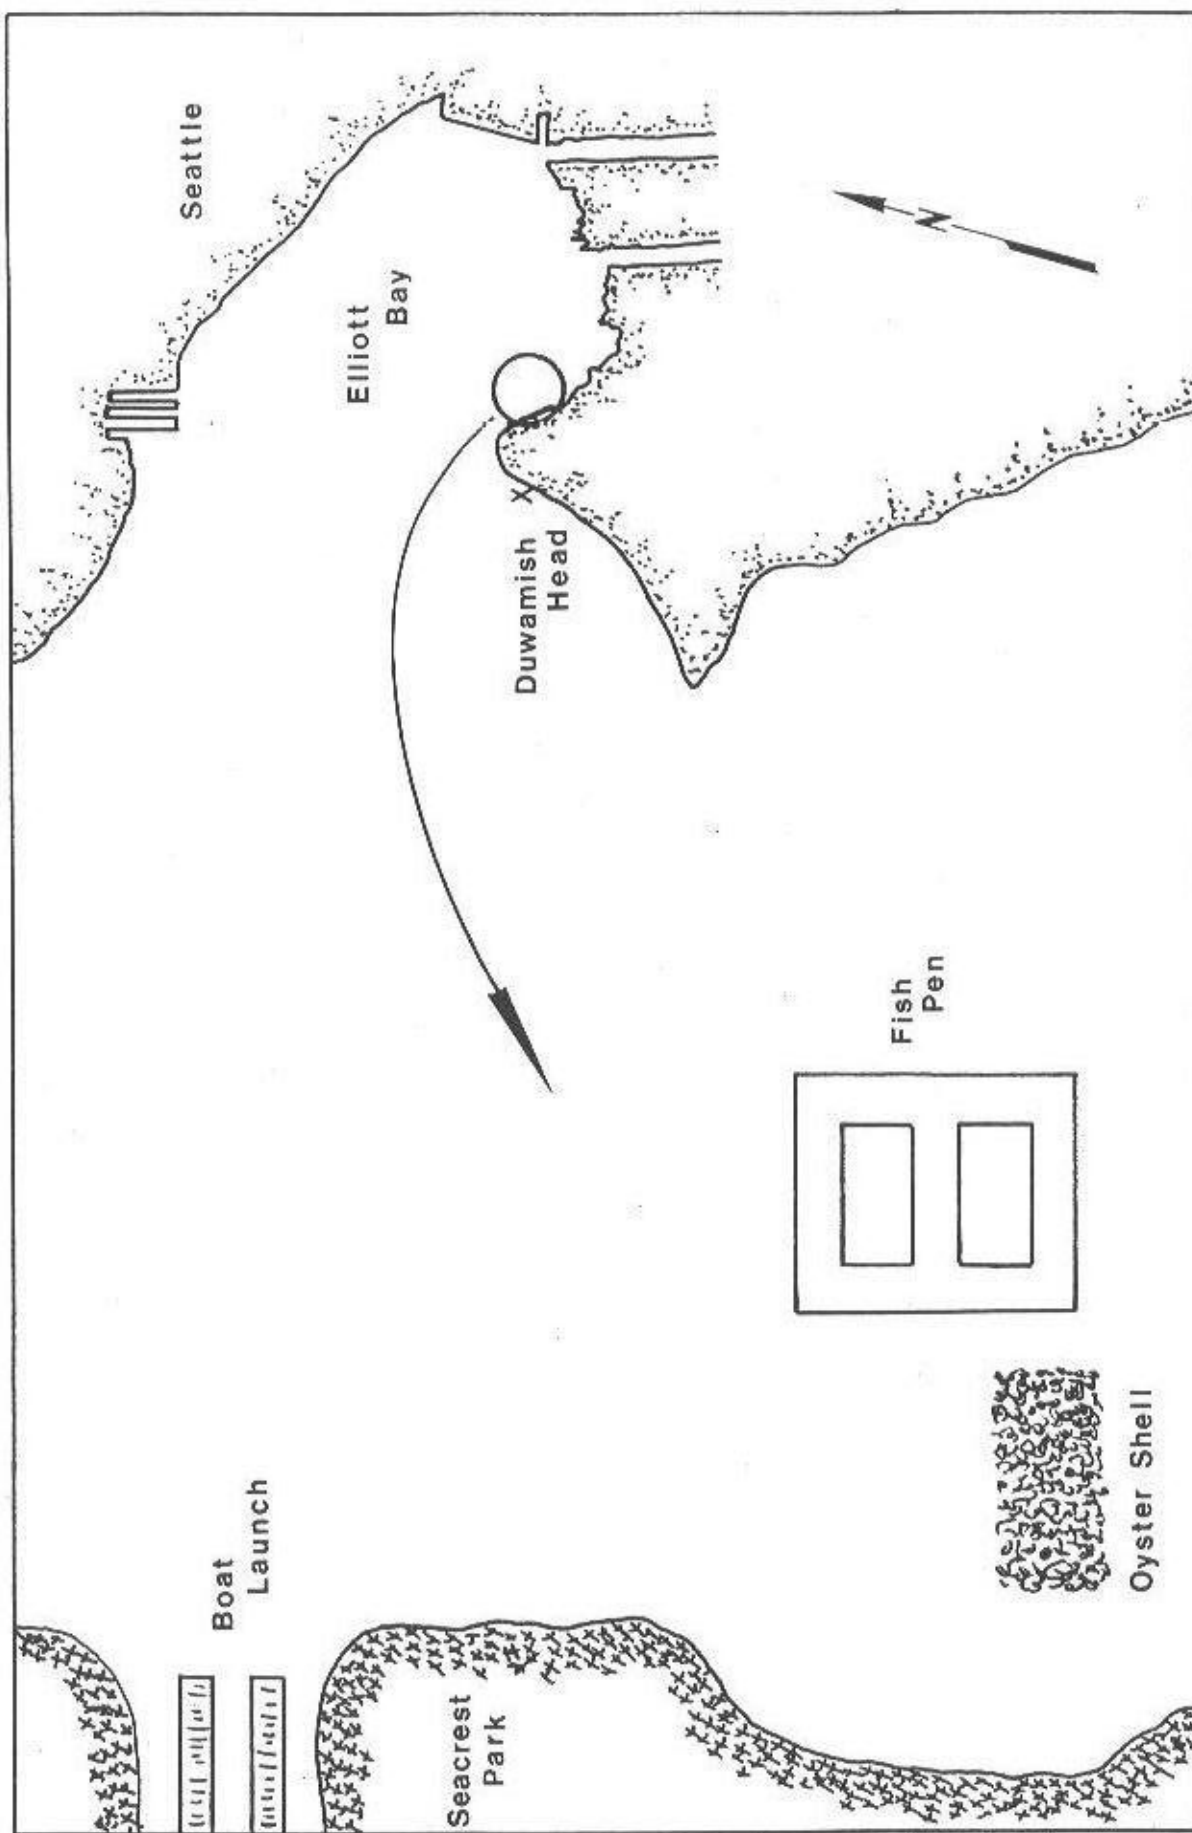 Seattle
Elliott
Bay
Duwamish
Head
X
N
Fish
Pen
Boat
Launch
Seacrest
Park
Oyster Shell